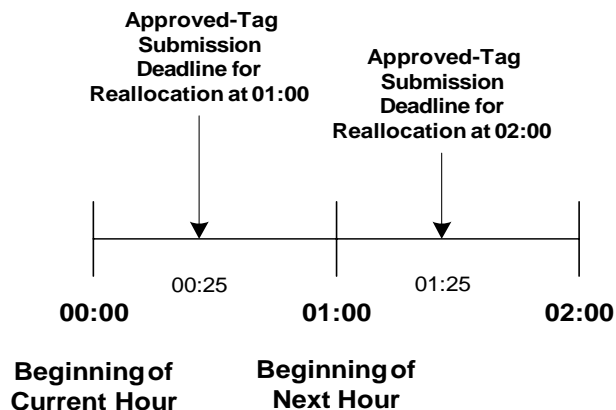 Approved-Tag
Submission
Deadline for
Reallocation at 01:00
Approved-Tag
Submission
Deadline for
Reallocation at 02:00
00:25
01:25
00:00
01:00
02:00
Beginning of
Current Hour
Beginning of
Next Hour